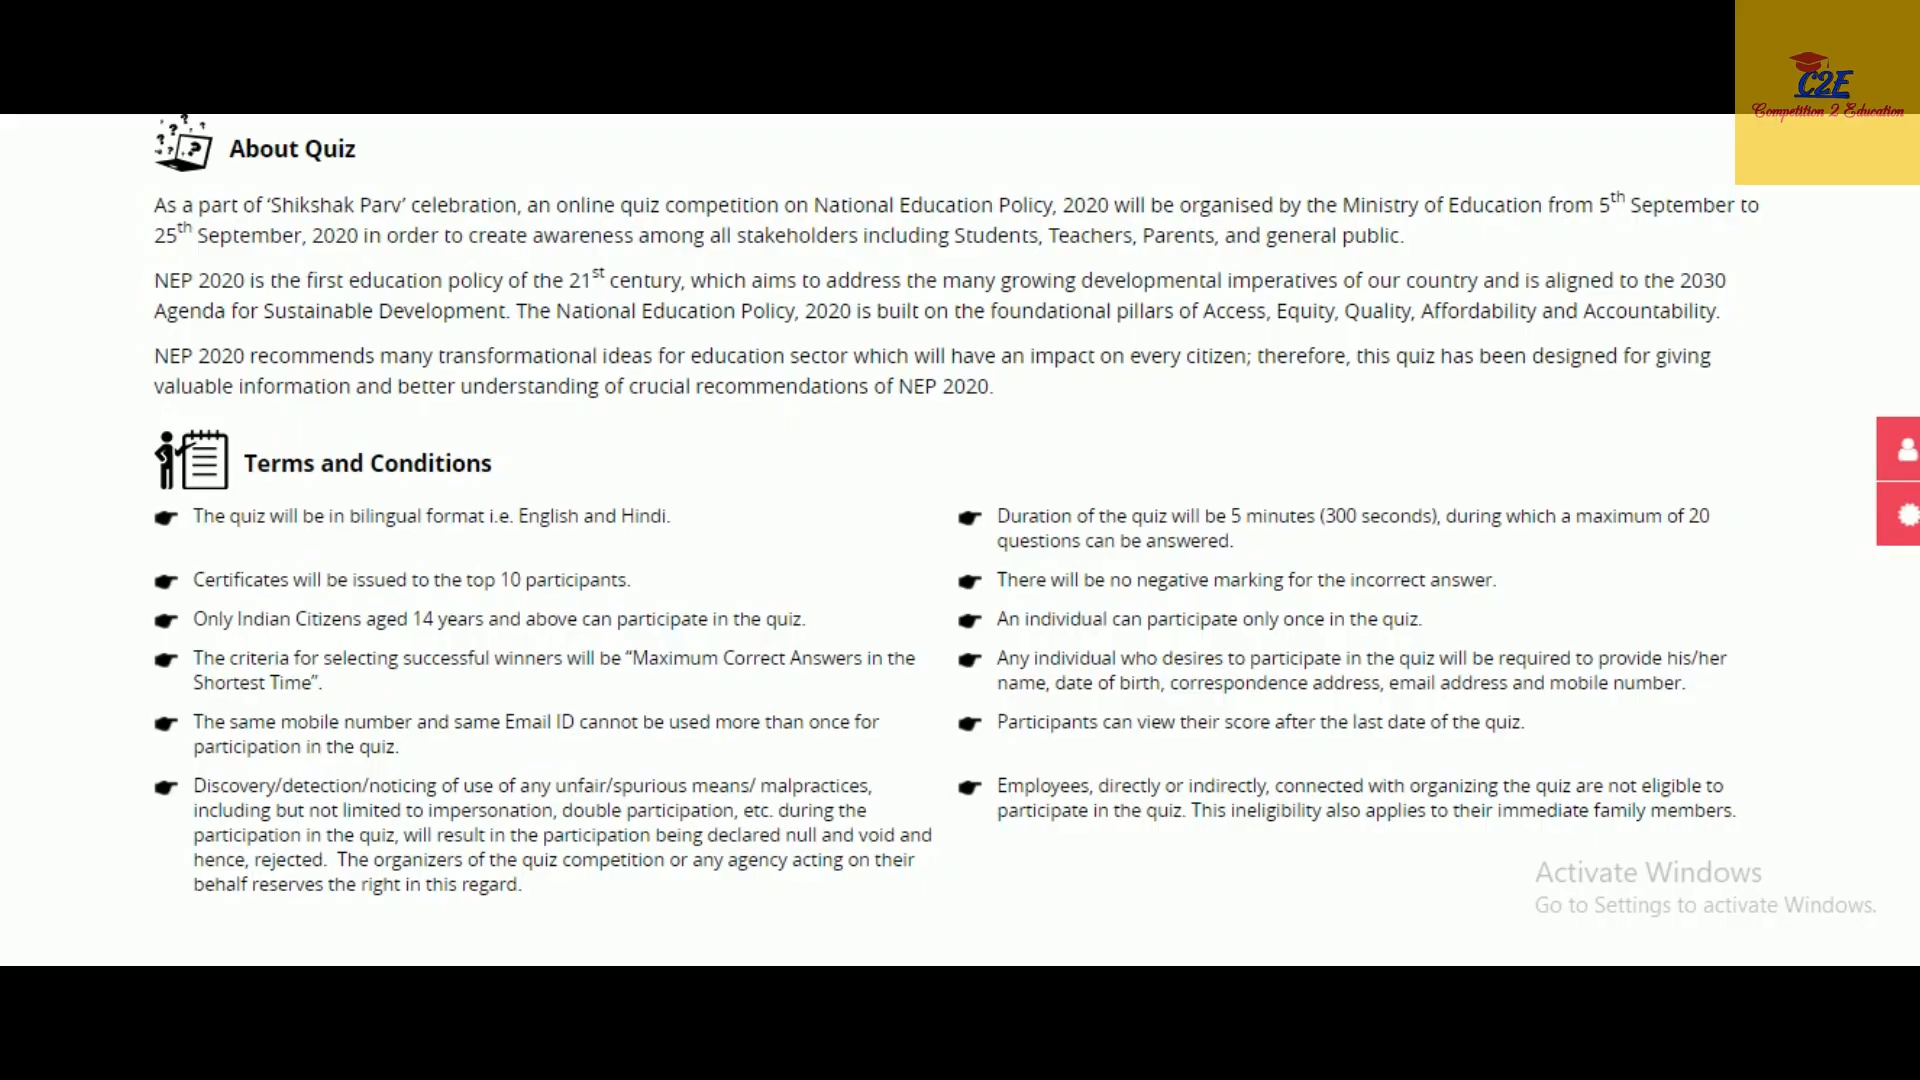 C2E
Competition 2 Education
About Quiz
As a part of ‘Shikshak Parv’ celebration, an online quiz competition on National Education Policy, 2020 will be organised by the Ministry of Education from 5th September to
25th September, 2020 in order to create awareness among all stakeholders including Students, Teachers, Parents, and general public.
NEP 2020 is the first education policy of the 21st century, which aims to address the many growing developmental imperatives of our country and is aligned to the 2030
Agenda for Sustainable Development. The National Education Policy, 2020 is built on the foundational pillars of Access, Equity, Quality, Affordability and Accountability.
NEP 2020 recommends many transformational ideas for education sector which will have an impact on every citizen; therefore, this quiz has been designed for giving
valuable information and better understanding of crucial recommendations of NEP 2020.
Terms and Conditions
The quiz will be in bilingual format i.e. English and Hindi.
Duration of the quiz will be 5 minutes (300 seconds), during which a maximum of 20
questions can be answered.
Certificates will be issued to the top 10 participants.
There will be no negative marking for the incorrect answer.
Only Indian Citizens aged 14 years and above can participate in the quiz.
An individual can participate only once in the quiz.
The criteria for selecting successful winners will be “Maximum Correct Answers in the
Shortest Time”.
Any individual who desires to participate in the quiz will be required to provide his/her
name, date of birth, correspondence address, email address and mobile number.
The same mobile number and same Email ID cannot be used more than once for
participation in the quiz.
Participants can view their score after the last date of the quiz.
Discovery/detection/noticing of use of any unfair/spurious means/ malpractices,
including but not limited to impersonation, double participation, etc. during the
participation in the quiz, will result in the participation being declared null and void and
hence, rejected. The organizers of the quiz competition or any agency acting on their
behalf reserves the right in this regard.
Employees, directly or indirectly, connected with organizing the quiz are not eligible to
participate in the quiz. This ineligibility also applies to their immediate family members.
Activate Windows
Go to Settings to activate Windows.